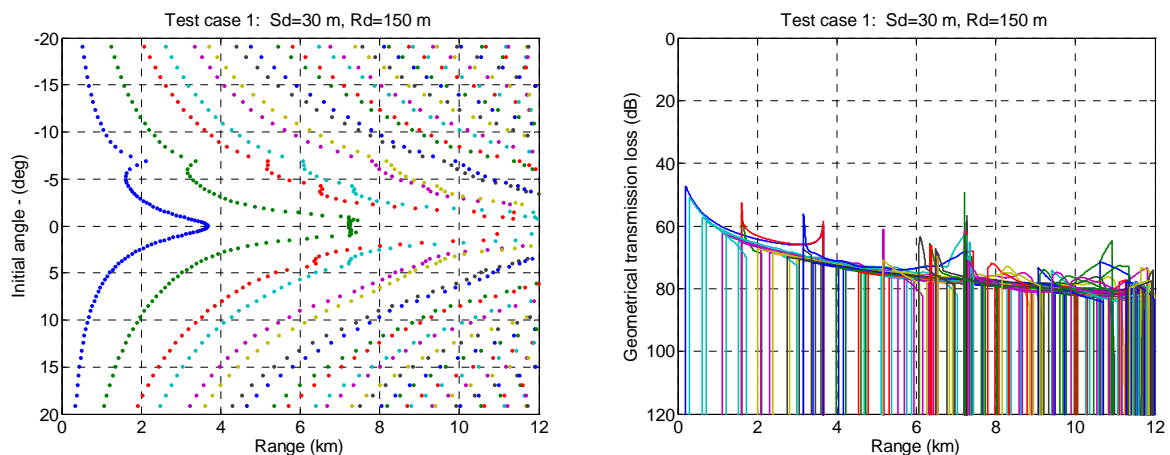 Test case 1:  Sd=30 m, Rd=150 m
-20
-15
-10
-5
0
5
10
15
20
0 2 4 6 8 10 12
Initial angle - (deg)
Range (km)
Test case 1:  Sd=30 m, Rd=150 m
0
20
40
60
80
100
120
0 2 4 6 8 10 12
Geometrical transmission loss (dB)
Range (km)